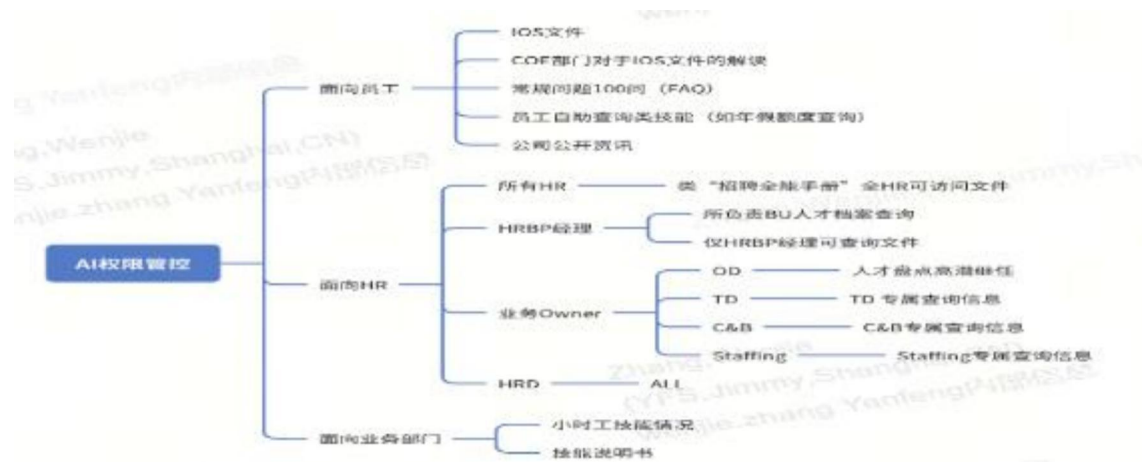 IOS文件
COE部门对于IOS文件的解读
面向员工
常规问题100问（FAQ）
员工自助查询类技能（如年假额度查询）
公司公开资讯
所有HR
类“招聘全能手册”全HR可访问文件
HRBP经理
所负责BU人才档案查询
仅HRBP经理可查询文件
AI权限管控
面向HR
业务Owner
OD
人才盘点高潜继任
TD
TD 专属查询信息
C&B
C&B专属查询信息
Staffing
Staffing专属查询信息
HRD
ALL
面向业务部门
小时工技能情况
技能说明书